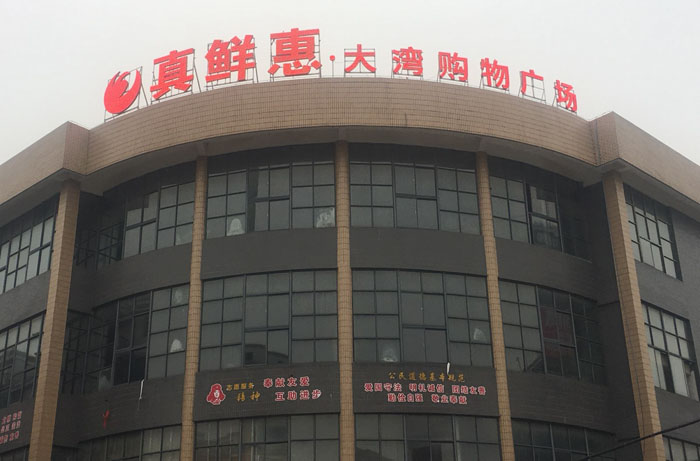 真鲜惠·大湾购物广场
志愿服务
精神
奉献友爱
互助进步
公民道德基本规范
爱国守法 明礼诚信 团结友善
勤俭自强 敬业奉献